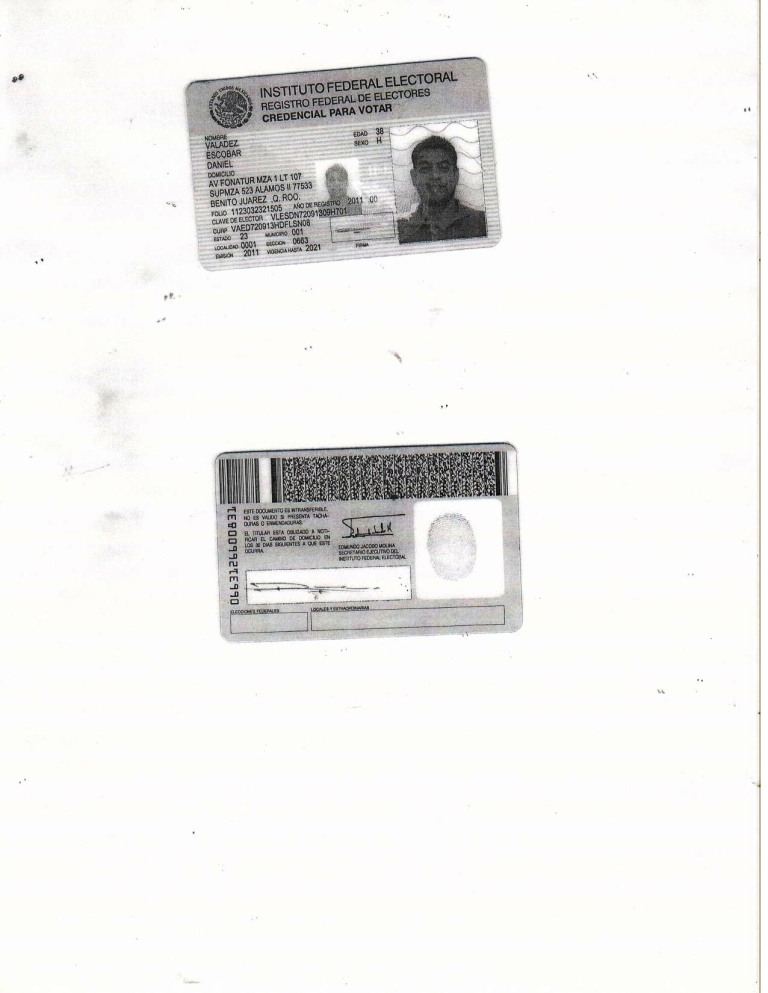 INSTITUTO FEDERAL ELECTORAL
REGISTRO FEDERAL DE ELECTORES
CREDENCIAL PARA VOTAR
NOMBRE
VALADEZ
ESCOBAR
DANIEL
EDAD 38
SEXO H
DOMICILIO
AV FONATUR MZA 1 LT 107
SUPMZA 523 ALAMOS II 77533
BENITO JUAREZ ,Q. ROO.
FOLIO 1123032321505 AÑO DE REGISTRO 2011 00
CLAVE DE ELECTOR VLESDN72091309H701
CURP VAED720913HDFLSN08
ESTADO 23 MUNICIPIO 001
LOCALIDAD 0001 SECCION 0663
EMISIÓN 2011 VIGENCIA HASTA 2021
FIRMA
ESTE DOCUMENTO ES INTRANSFERIBLE,
NO ES VALIDO SI PRESENTA TACHA-
DURAS O ENMENDADURAS.
EL TITULAR ESTA OBLIGADO A NOTI-
FICAR EL CAMBIO DE DOMICILIO EN
LOS 30 DIAS SIGUIENTES A QUE ESTE
OCURRA.
EDMUNDO JACOBO MOLINA
SECRETARIO EJECUTIVO DEL
INSTITUTO FEDERAL ELECTORAL
ELECCIONES FEDERALES
LOCALES Y EXTRAORDINARIAS